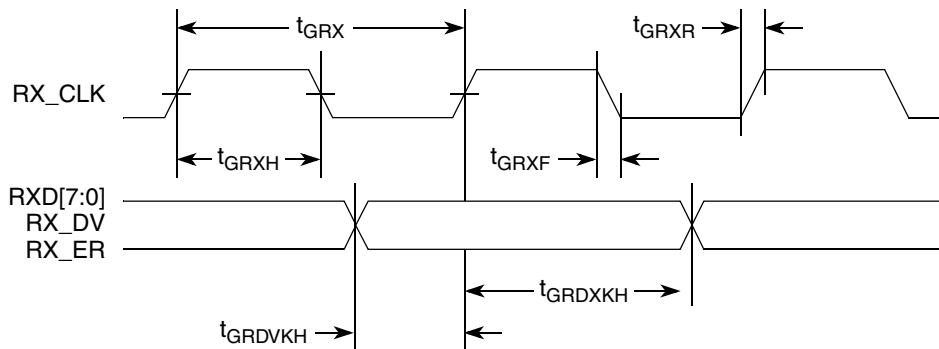 tGRX
tGRXR
RX_CLK
tGRXH
tGRXF
RXD[7:0]
RX_DV
RX_ER
tGRDXKH
tGRDVKH